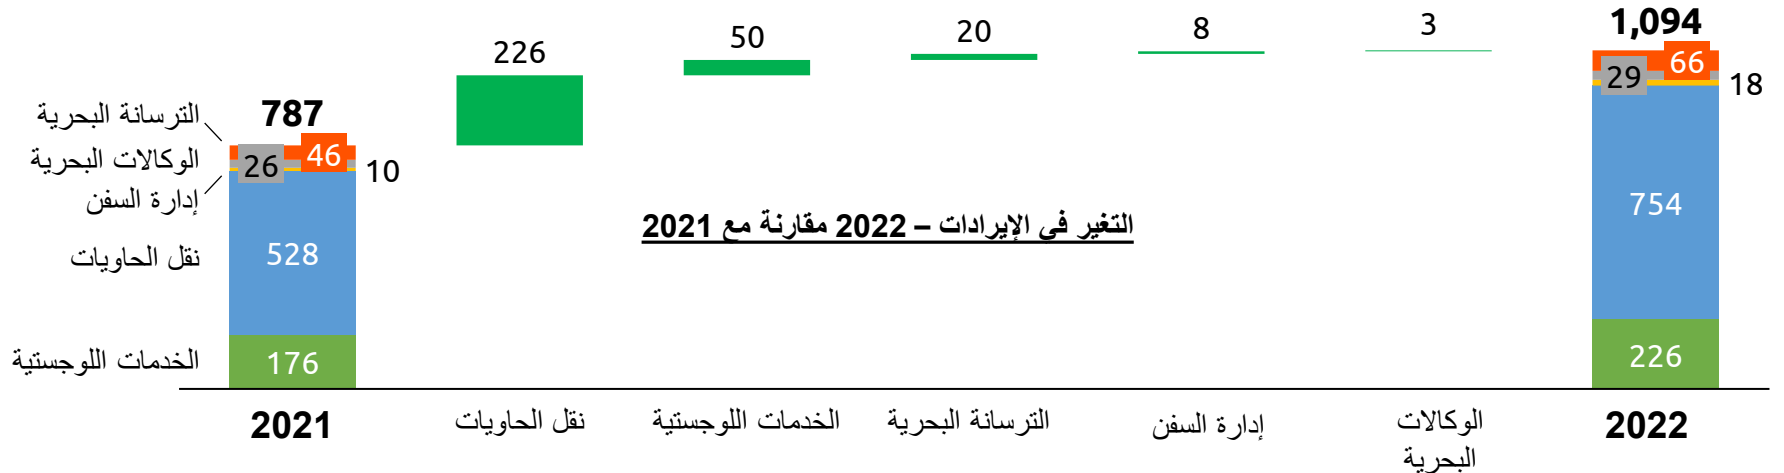 226
50
20
8
3
1,094
66
29
18
787
الترسانة البحرية
الوكالات البحرية
إدارة السفن
46
26
10
نقل الحاويات
528
754
التغير في الإيرادات – 2022 مقارنة مع 2021
الخدمات اللوجستية
176
226
2021
نقل الحاويات
الخدمات اللوجستية
الترسانة البحرية
إدارة السفن
الوكالات
البحرية
2022